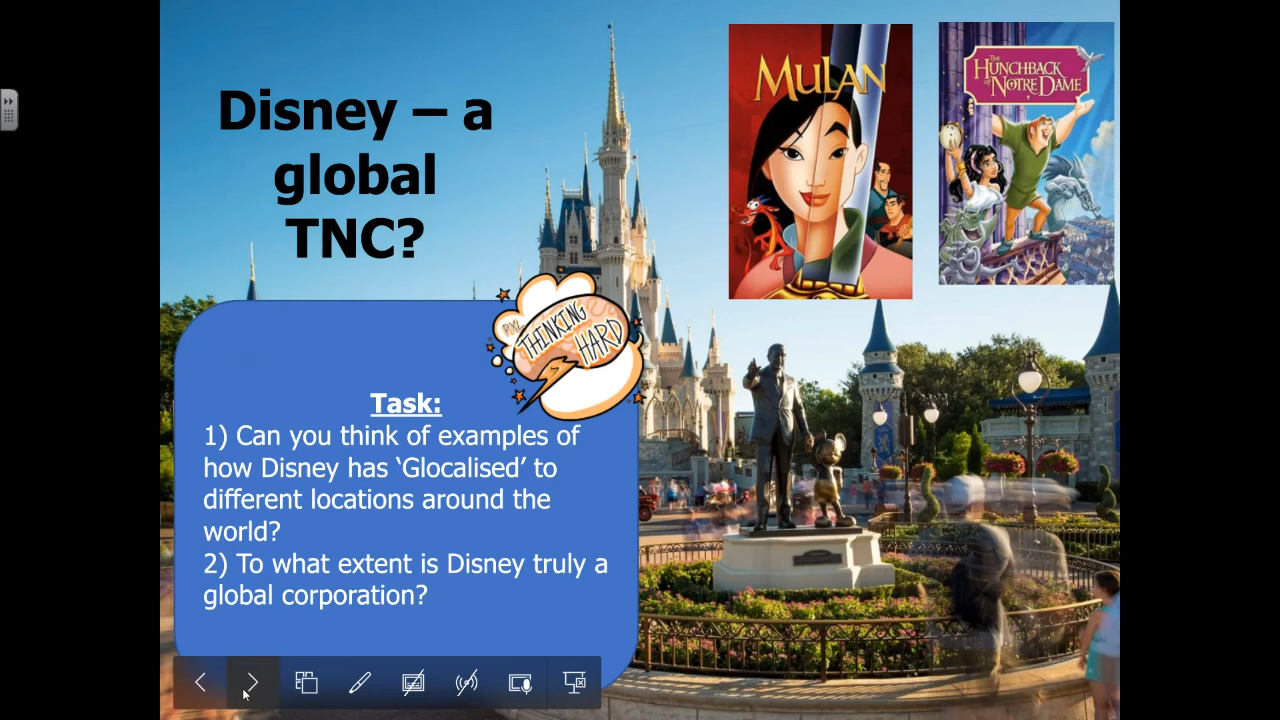 Disney – a
global
TNC?
MULAN
THE
HUNCHBACK
OF NOTRE DAME
PiXL
THINKING
HARD
Task:
1) Can you think of examples of
how Disney has ‘Glocalised’ to
different locations around the
world?
2) To what extent is Disney truly a
global corporation?